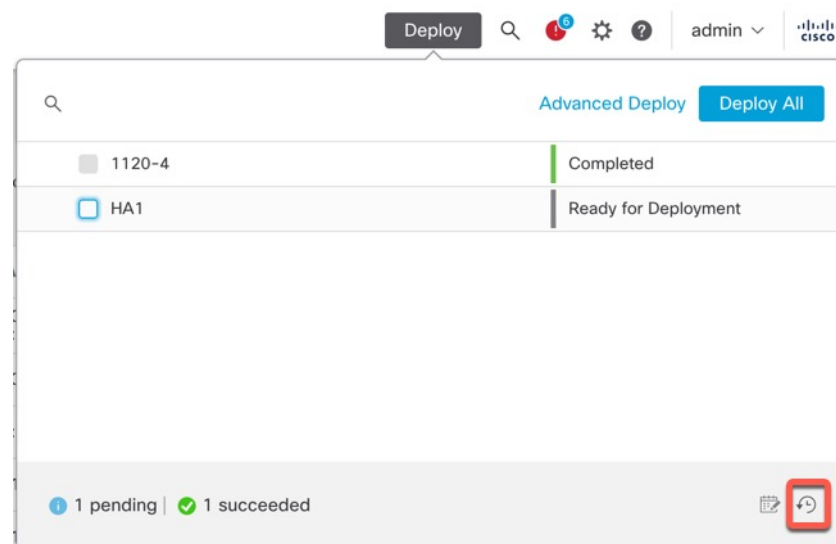 Deploy 6 admin cisco
Advanced Deploy Deploy All
1120-4 Completed
HA1 Ready for Deployment
1 pending | 1 succeeded